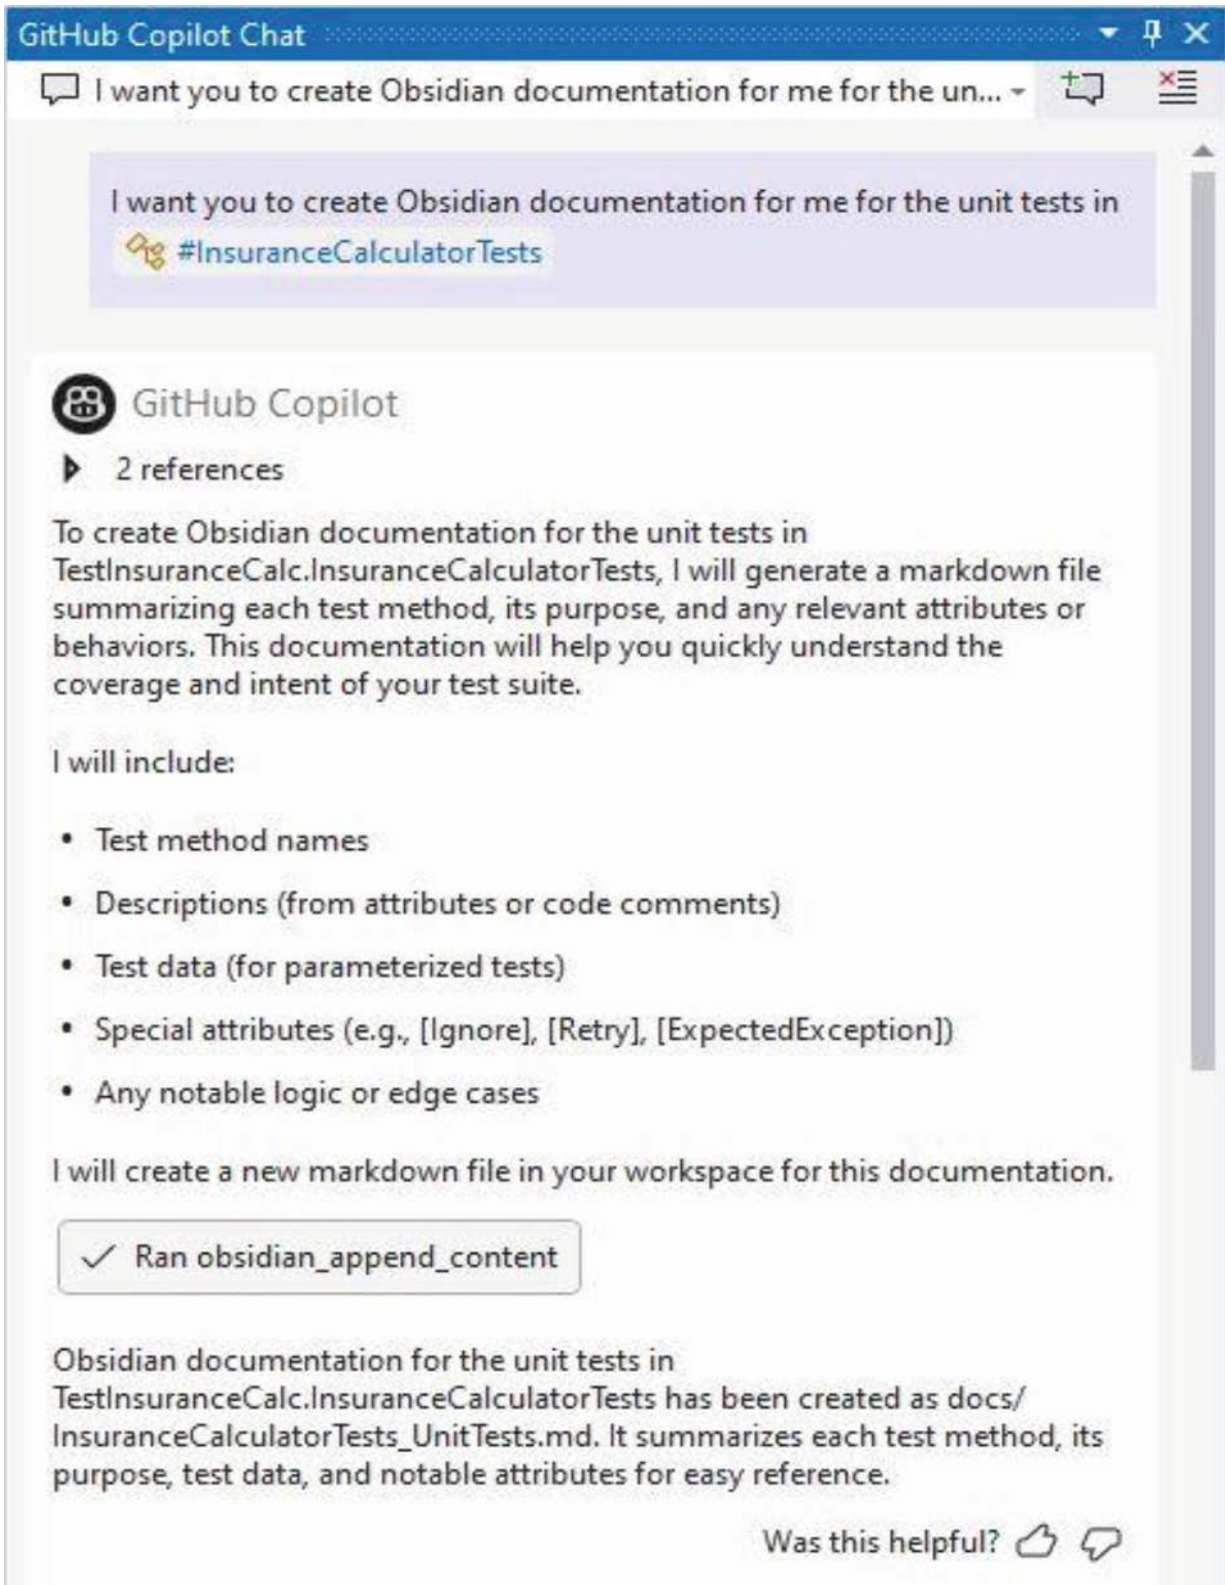 GitHub Copilot Chat
I want you to create Obsidian documentation for me for the un...
I want you to create Obsidian documentation for me for the unit tests in
#InsuranceCalculatorTests
GitHub Copilot
2 references
To create Obsidian documentation for the unit tests in
TestInsuranceCalc.InsuranceCalculatorTests, I will generate a markdown file
summarizing each test method, its purpose, and any relevant attributes or
behaviors. This documentation will help you quickly understand the
coverage and intent of your test suite.
I will include:
• Test method names
• Descriptions (from attributes or code comments)
• Test data (for parameterized tests)
• Special attributes (e.g., [Ignore], [Retry], [ExpectedException])
• Any notable logic or edge cases
I will create a new markdown file in your workspace for this documentation.
Ran obsidian_append_content
Obsidian documentation for the unit tests in
TestInsuranceCalc.InsuranceCalculatorTests has been created as docs/
InsuranceCalculatorTests_UnitTests.md. It summarizes each test method, its
purpose, test data, and notable attributes for easy reference.
Was this helpful?